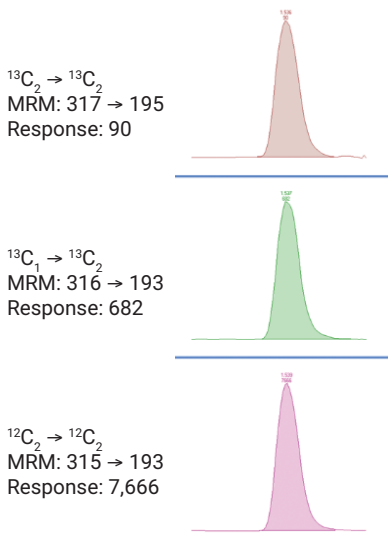 ¹³C₂ → ¹³C₂
MRM: 317 → 195
Response: 90
¹³C₁ → ¹³C₂
MRM: 316 → 193
Response: 682
¹²C₂ → ¹²C₂
MRM: 315 → 193
Response: 7,666